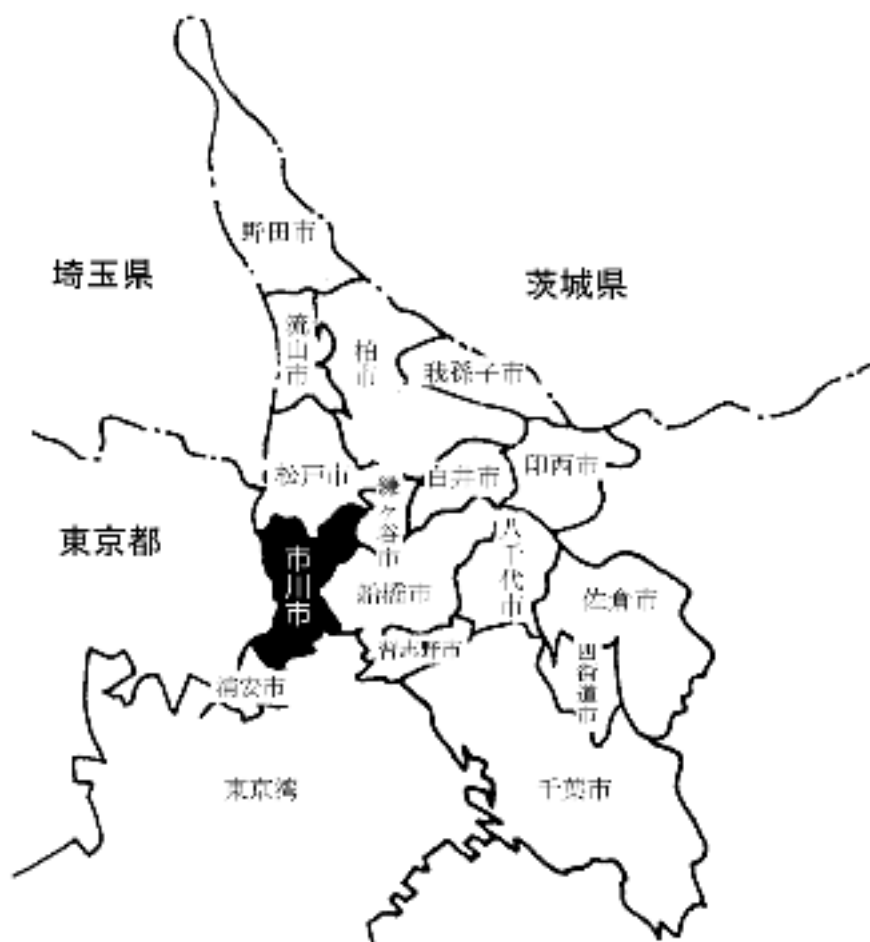 野田市
埼玉県
茨城県
流山市
柏市
我孫子市
松戸市
鎌ヶ谷市
白井市
印西市
東京都
市川市
船橋市
八千代市
佐倉市
習志野市
四街道市
浦安市
東京湾
千葉市